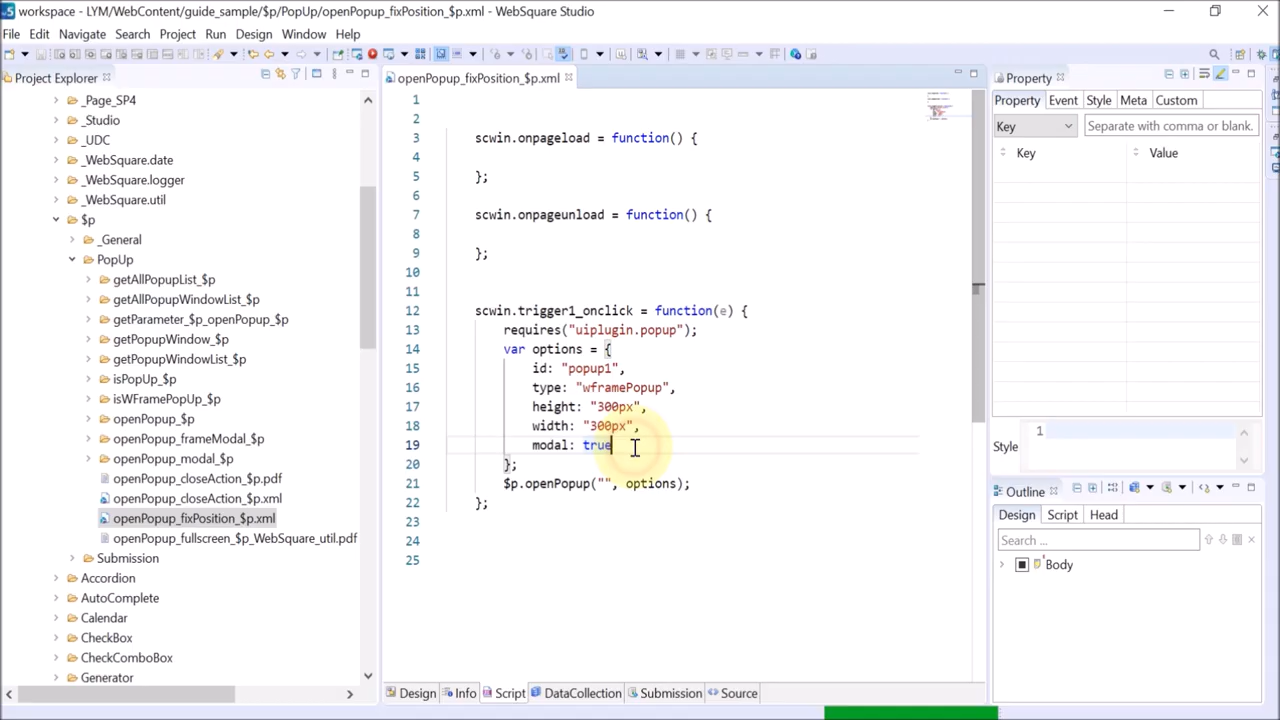 workspace - LYM/WebContent/guide_sample/$p/PopUp/openPopup_fixPosition_$p.xml - WebSquare Studio
File Edit Navigate Search Project Run Design Window Help
Project Explorer
_Page_SP4
_Studio
_UDC
_WebSquare.date
_WebSquare.logger
_WebSquare.util
$p
_General
PopUp
getAllPopupList_$p
getAllPopupWindowList_$p
getParameter_$p_openPopup_$p
getPopupWindow_$p
getPopupWindowList_$p
isPopUp_$p
isWFramePopUp_$p
openPopup_$p
openPopup_frameModal_$p
openPopup_modal_$p
openPopup_closeAction_$p.pdf
openPopup_closeAction_$p.xml
openPopup_fixPosition_$p.xml
openPopup_fullscreen_$p_WebSquare_util.pdf
Submission
Accordion
AutoComplete
Calendar
CheckBox
CheckComboBox
Generator
openPopup_fixPosition_$p.xml
1
2
3 scwin.onpageload = function() {
4
5 };
6
7 scwin.onpageunload = function() {
8
9 };
10
11
12 scwin.trigger1_onclick = function(e) {
13 requires("uiplugin.popup");
14 var options = {
15 id: "popup1",
16 type: "wframePopup",
17 height: "300px",
18 width: "300px",
19 modal: true
20 };
21 $p.openPopup("", options);
22 };
23
24
25
Design Info Script DataCollection Submission Source
Property
Property Event Style Meta Custom
Key Separate with comma or blank.
Key Value
Style 1
Outline
Design Script Head
Search ...
Body